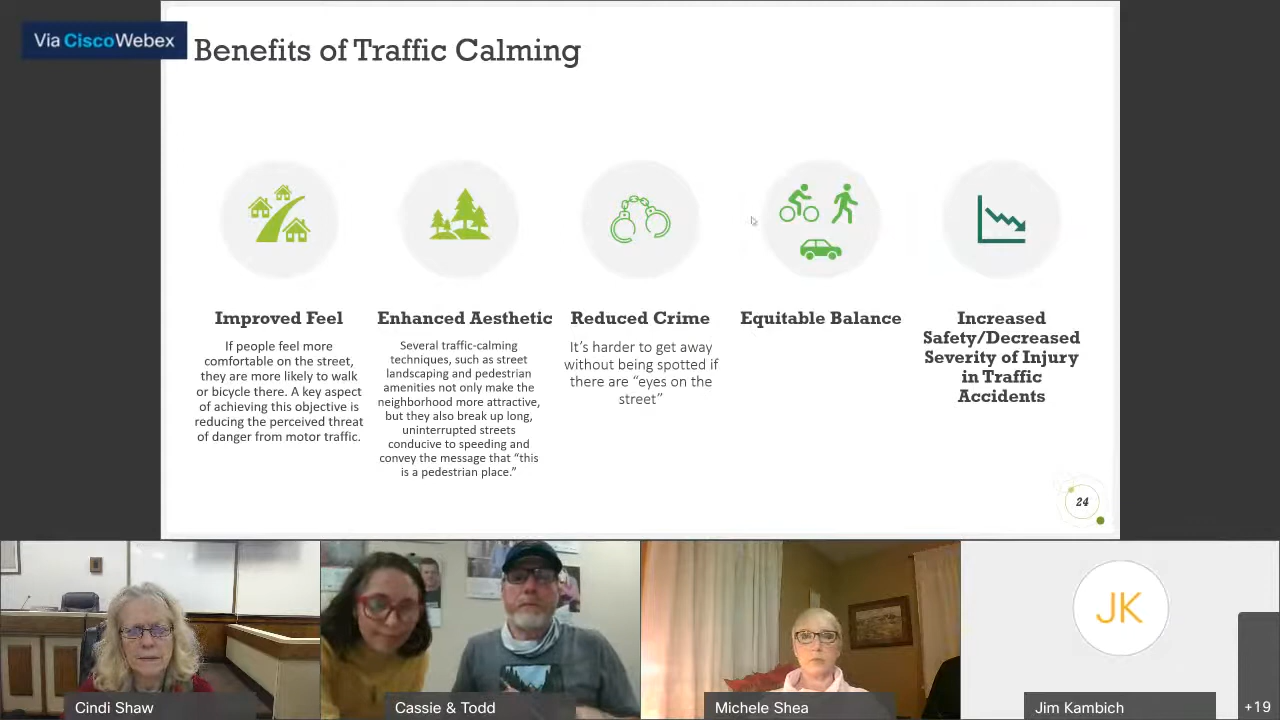 Via Cisco Webex
Benefits of Traffic Calming
Improved Feel
If people feel more
comfortable on the street,
they are more likely to walk
or bicycle there. A key aspect
of achieving this objective is
reducing the perceived threat
of danger from motor traffic.
Enhanced Aesthetic
Several traffic-calming
techniques, such as street
landscaping and pedestrian
amenities not only make the
neighborhood more attractive,
but they also break up long,
uninterrupted streets
conducive to speeding and
convey the message that “this
is a pedestrian place.”
Reduced Crime
It’s harder to get away
without being spotted if
there are “eyes on the
street”
Equitable Balance
Increased
Safety/Decreased
Severity of Injury
in Traffic
Accidents
24
Cindi Shaw
Cassie & Todd
Michele Shea
JK
Jim Kambich
+19